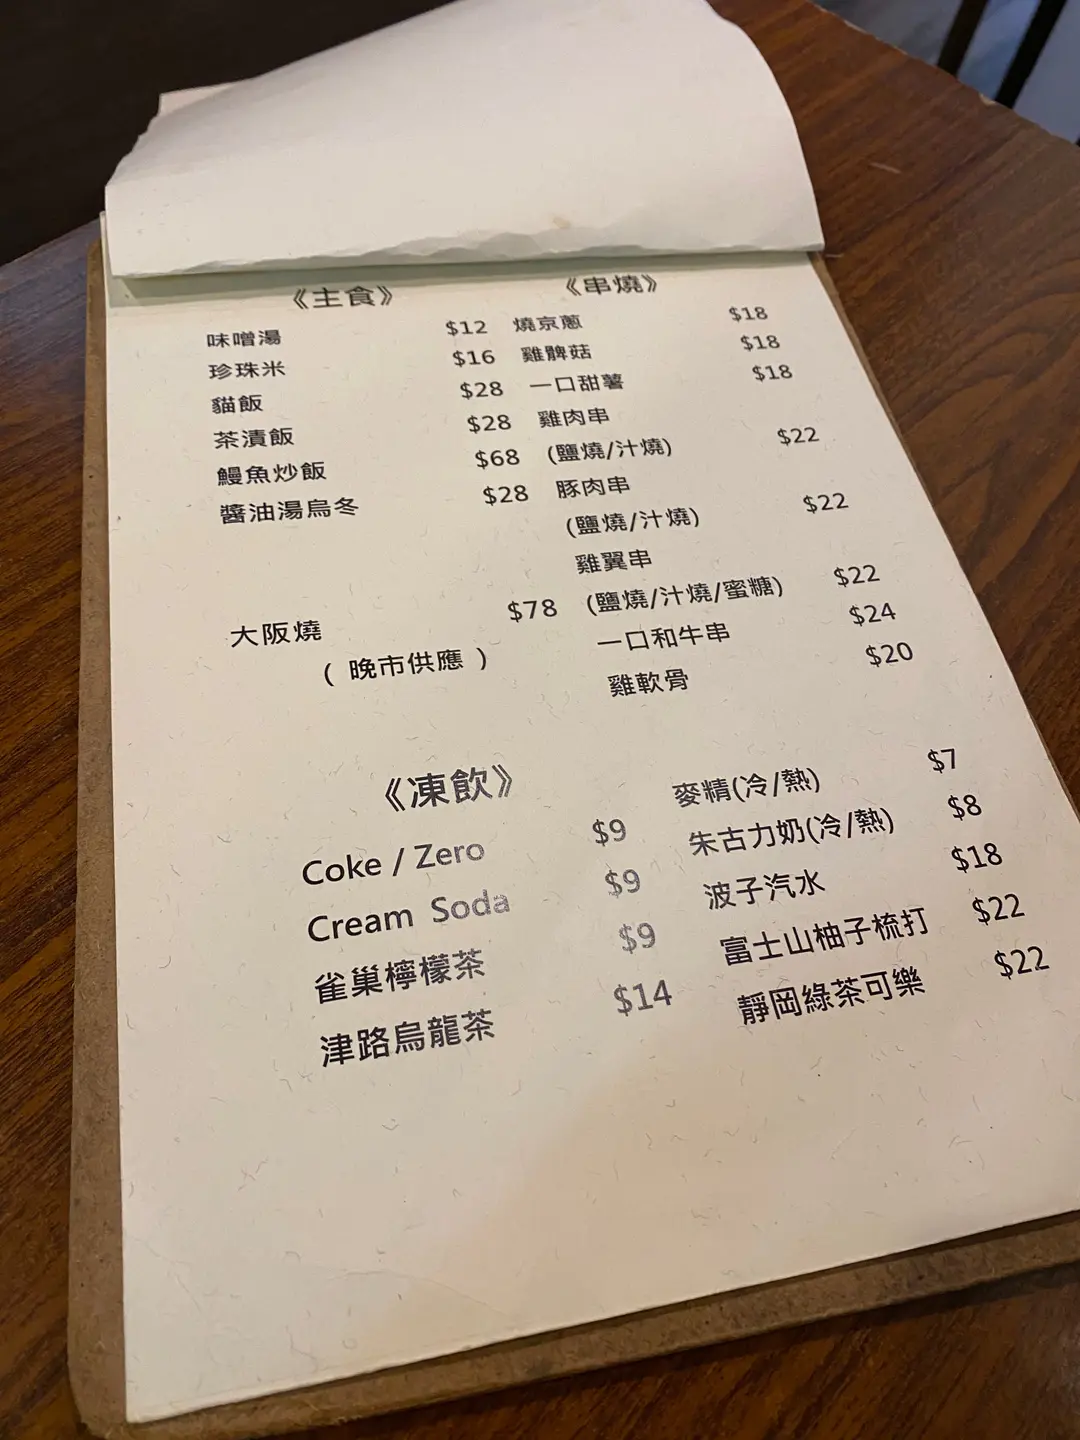 《主食》
味噌湯 $12
珍珠米 $16
貓飯 $28
茶漬飯 $28
鰻魚炒飯 $68
醬油湯烏冬 $28
大阪燒 $78
( 晚市供應 )
《串燒》
燒京蔥 $18
雞髀菇 $18
一口甜薯 $18
雞肉串
(鹽燒/汁燒) $22
豚肉串
(鹽燒/汁燒) $22
雞翼串
(鹽燒/汁燒/蜜糖) $22
一口和牛串 $24
雞軟骨 $20
《凍飲》
Coke / Zero $9
Cream Soda $9
雀巢檸檬茶 $9
津路烏龍茶 $14
麥精(冷/熱) $7
朱古力奶(冷/熱) $8
波子汽水 $18
富士山柚子梳打 $22
靜岡綠茶可樂 $22